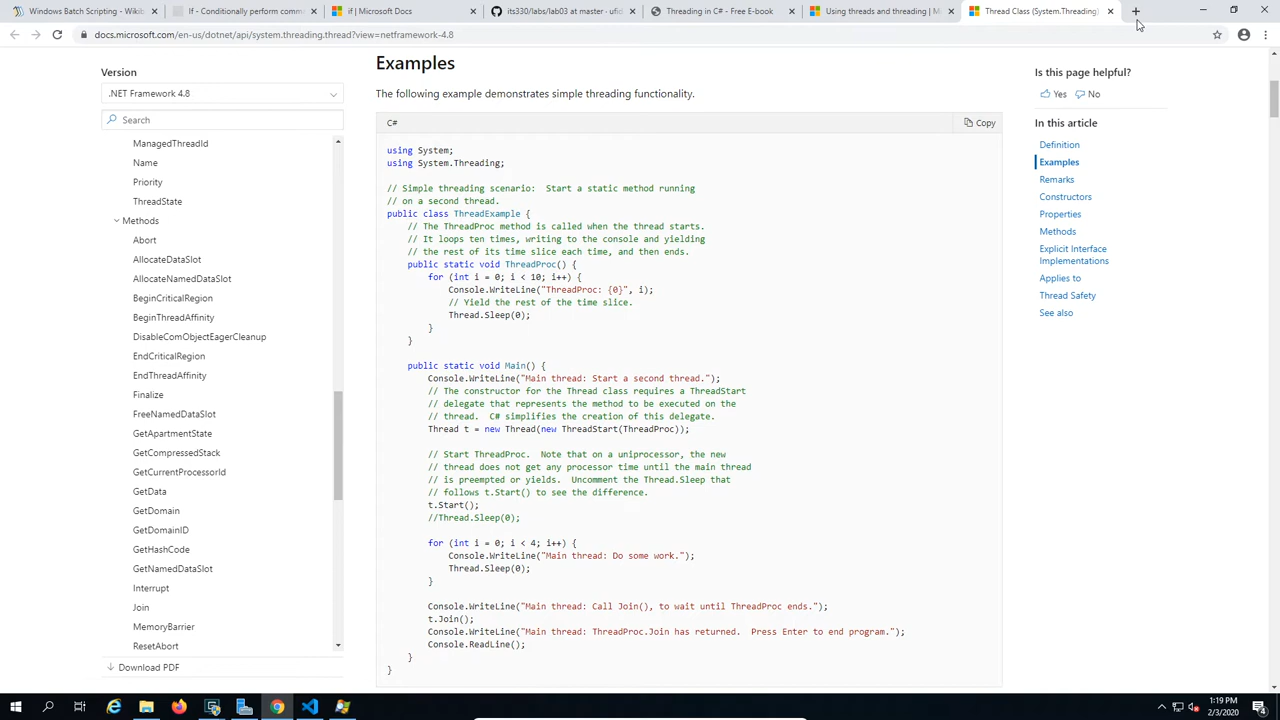 Windows Batch Scripting - Wikib
If - Conditionally perform comm
if | Microsoft Docs
its330/labs/lab03 at master · ufid
Threading in C# - Free E-book
Using threads and threading | M
Thread Class (System.Threading)
docs.microsoft.com/en-us/dotnet/api/system.threading.thread?view=netframework-4.8
Version
.NET Framework 4.8
Search
ManagedThreadId
Name
Priority
ThreadState
Methods
Abort
AllocateDataSlot
AllocateNamedDataSlot
BeginCriticalRegion
BeginThreadAffinity
DisableComObjectEagerCleanup
EndCriticalRegion
EndThreadAffinity
Finalize
FreeNamedDataSlot
GetApartmentState
GetCompressedStack
GetCurrentProcessorId
GetData
GetDomain
GetDomainID
GetHashCode
GetNamedDataSlot
Interrupt
Join
MemoryBarrier
ResetAbort
Download PDF
Examples
The following example demonstrates simple threading functionality.
C#
Copy
using System;
using System.Threading;
// Simple threading scenario:  Start a static method running
// on a second thread.
public class ThreadExample {
// The ThreadProc method is called when the thread starts.
// It loops ten times, writing to the console and yielding
// the rest of its time slice each time, and then ends.
public static void ThreadProc() {
for (int i = 0; i < 10; i++) {
Console.WriteLine("ThreadProc: {0}", i);
// Yield the rest of the time slice.
Thread.Sleep(0);
}
}
public static void Main() {
Console.WriteLine("Main thread: Start a second thread.");
// The constructor for the Thread class requires a ThreadStart
// delegate that represents the method to be executed on the
// thread.  C# simplifies the creation of this delegate.
Thread t = new Thread(new ThreadStart(ThreadProc));
// Start ThreadProc.  Note that on a uniprocessor, the new
// thread does not get any processor time until the main thread
// is preempted or yields.  Uncomment the Thread.Sleep that
// follows t.Start() to see the difference.
t.Start();
//Thread.Sleep(0);
for (int i = 0; i < 4; i++) {
Console.WriteLine("Main thread: Do some work.");
Thread.Sleep(0);
}
Console.WriteLine("Main thread: Call Join(), to wait until ThreadProc ends.");
t.Join();
Console.WriteLine("Main thread: ThreadProc.Join has returned.  Press Enter to end program.");
Console.ReadLine();
}
}
Is this page helpful?
Yes
No
In this article
Definition
Examples
Remarks
Constructors
Properties
Methods
Explicit Interface
Implementations
Applies to
Thread Safety
See also
1:19 PM
2/3/2020
4